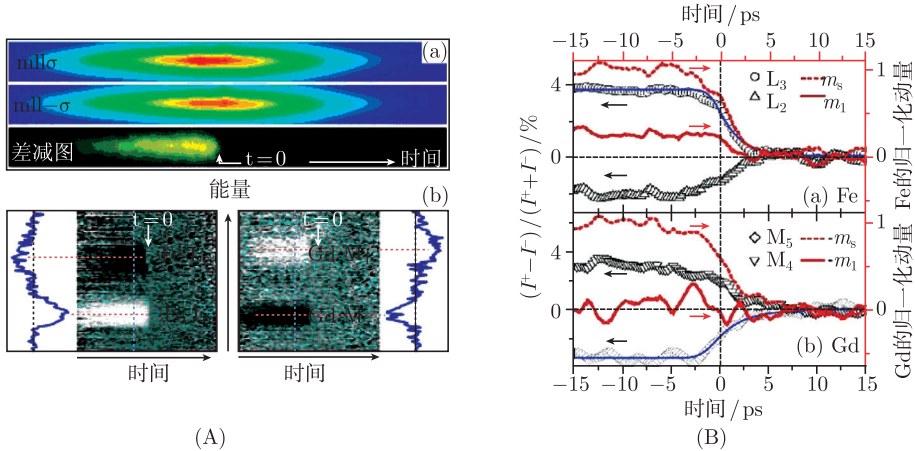 (a)
mllσ
mll−σ
差减图
t=0
时间
能量
(b)
t=0
t=0
时间
时间
(A)
时间/ps
−15 −10 −5 0 5 10 15
4
0
1
0
L₃ mₛ
L₂ m₁
(a) Fe
Fe的归一化动量
(I⁺−I⁻)/(I⁺+I⁻)/%
4
0
1
0
M₅ mₛ
M₄ m₁
(b) Gd
Gd的归一化动量
−15 −10 −5 0 5 10 15
时间/ps
(B)